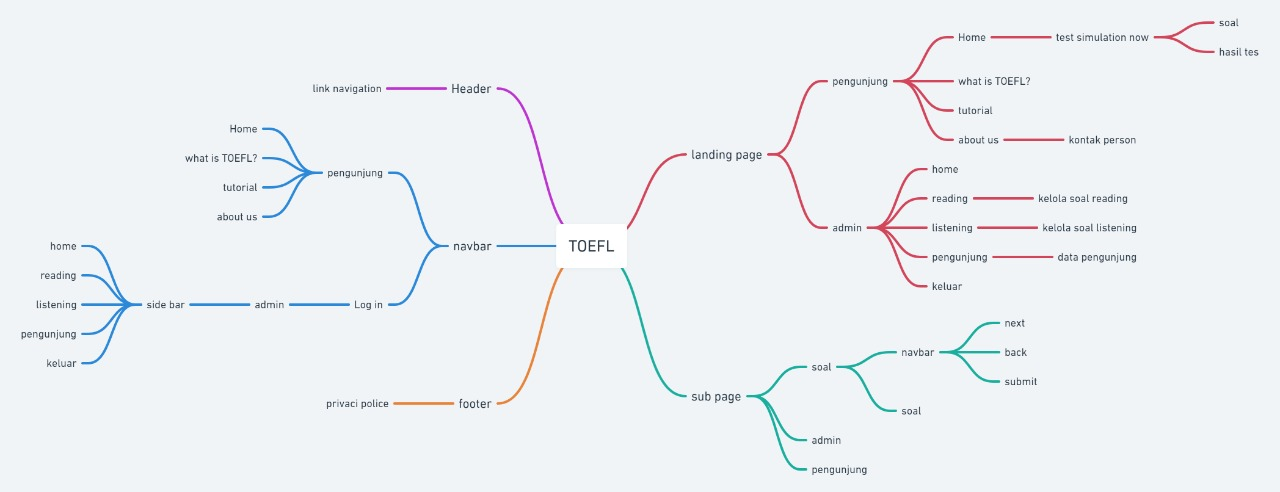 TOEFL
Header
link navigation
navbar
pengunjung
Home
what is TOEFL?
tutorial
about us
Log in
admin
side bar
home
reading
listening
pengunjung
keluar
footer
privaci police
landing page
pengunjung
Home
test simulation now
soal
hasil tes
what is TOEFL?
tutorial
about us
kontak person
admin
home
reading
kelola soal reading
listening
kelola soal listening
pengunjung
data pengunjung
keluar
sub page
soal
navbar
next
back
submit
soal
admin
pengunjung